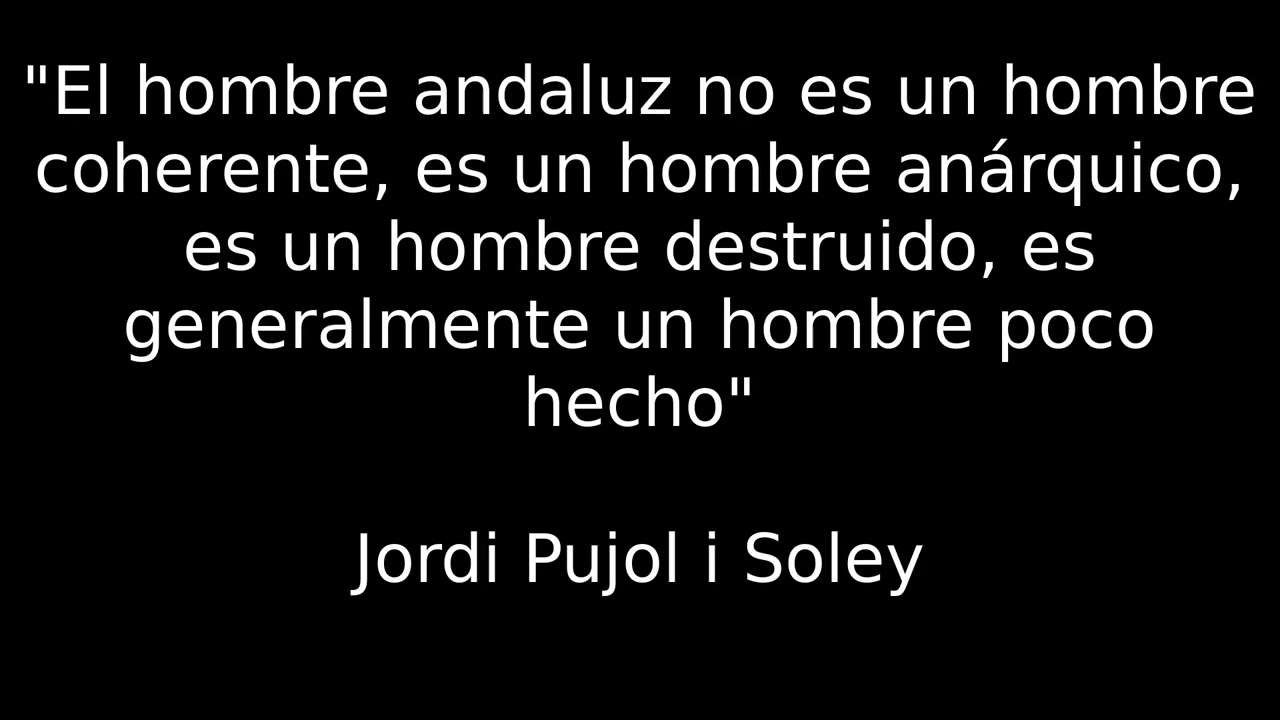 "El hombre andaluz no es un hombre
coherente, es un hombre anárquico,
es un hombre destruido, es
generalmente un hombre poco
hecho"
Jordi Pujol i Soley